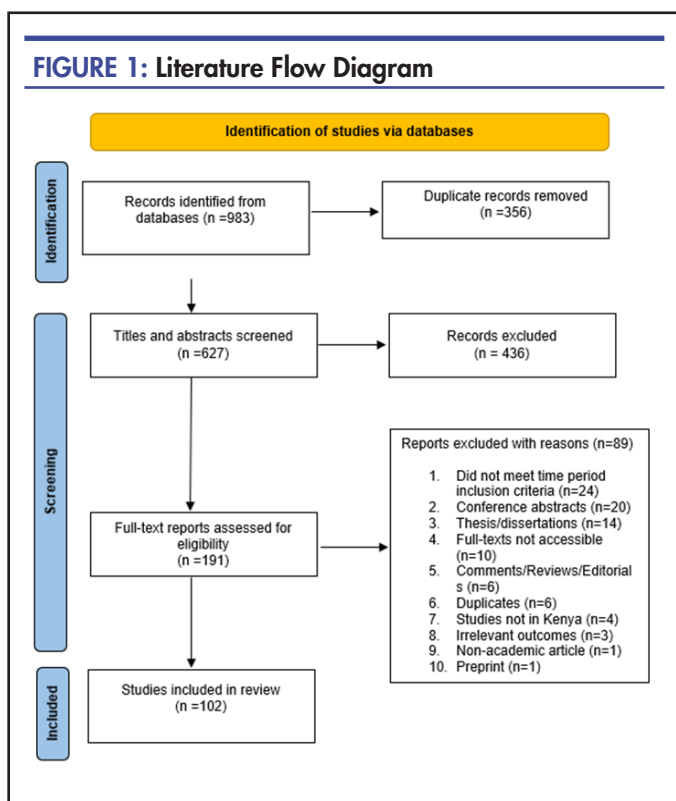 FIGURE 1: Literature Flow Diagram
Identification of studies via databases
Identification
Records identified from
databases (n =983)
Duplicate records removed
(n =356)
Screening
Titles and abstracts screened
(n =627)
Records excluded
(n = 436)
Full-text reports assessed for
eligibility
(n =191)
Reports excluded with reasons (n=89)
1. Did not meet time period
inclusion criteria (n=24)
2. Conference abstracts (n=20)
3. Thesis/dissertations (n=14)
4. Full-texts not accessible
(n=10)
5. Comments/Reviews/Editorial
s (n=6)
6. Duplicates (n=6)
7. Studies not in Kenya (n=4)
8. Irrelevant outcomes (n=3)
9. Non-academic article (n=1)
10. Preprint (n=1)
Included
Studies included in review
(n =102)